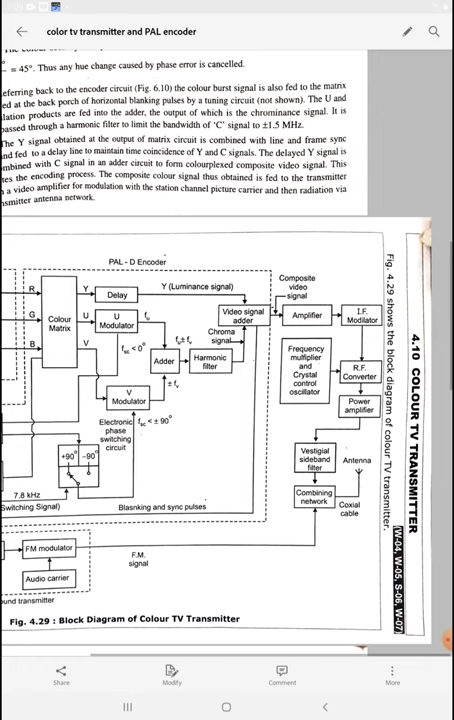 color tv transmitter and PAL encoder
= 45°. Thus any hue change caused by phase error is cancelled.
eferring back to the encoder circuit (Fig. 6.10) the colour burst signal is also fed to the matrix
ed at the back porch of horizontal blanking pulses by a tuning circuit (not shown). The U and
lation products are fed into the adder, the output of which is the chrominance signal. It is
passed through a harmonic filter to limit the bandwidth of 'C' signal to ±1.5 MHz.
The Y signal obtained at the output of matrix circuit is combined with line and frame sync
nd fed to a delay line to maintain time coincidence of Y and C signals. The delayed Y signal is
mbined with C signal in an adder circuit to form colourplexed composite video signal. This
tes the encoding process. The composite colour signal thus obtained is fed to the transmitter
a video amplifier for modulation with the station channel picture carrier and then radiation via
nsmitter antenna network.
4.10 COLOUR TV TRANSMITTER
(W-04, W-05, S-06, W-07)
Fig. 4.29 shows the block diagram of colour TV transmitter.
PAL - D Encoder
R
G
B
Colour
Matrix
Y
U
V
Delay
Y (Luminance signal)
U
Modulator
fu
fsc < 0°
Adder
fu ± fv
Harmonic
filter
Chroma
signal
Video signal
adder
Composite
video
signal
Amplifier
I.F.
Modilator
Frequency
multiplier
and
Crystal
control
oscillator
R.F.
Converter
Power
amplifier
± fv
V
Modulator
Electronic
phase
switching
circuit
fsc < ± 90°
+90°
-90°
7.8 kHz
Switching Signal)
Blasnking and sync pulses
Vestigial
sideband
filter
Antenna
Combining
network
Coxial
cable
FM modulator
F.M.
signal
Audio carrier
ound transmitter
Fig. 4.29 : Block Diagram of Colour TV Transmitter
Share
Modify
Comment
More